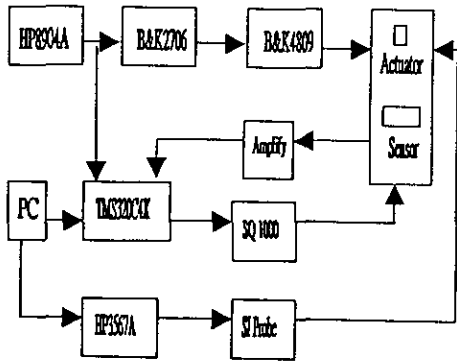 HP8904A
B&K2706
B&K4809
Actuator
Sensor
Amplify
PC
TMS320C4X
SQ 1000
HP3567A
SI Probe